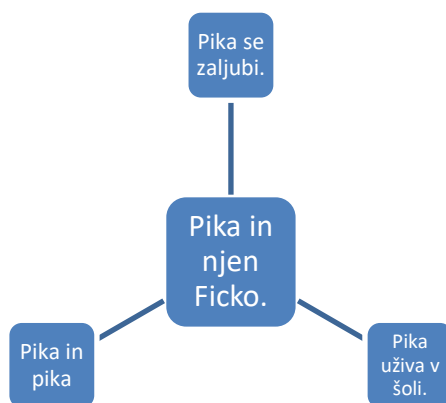 Pika se
zaljubi.
Pika in
njen
Ficko.
Pika in
pika
Pika
uživa v
šoli.